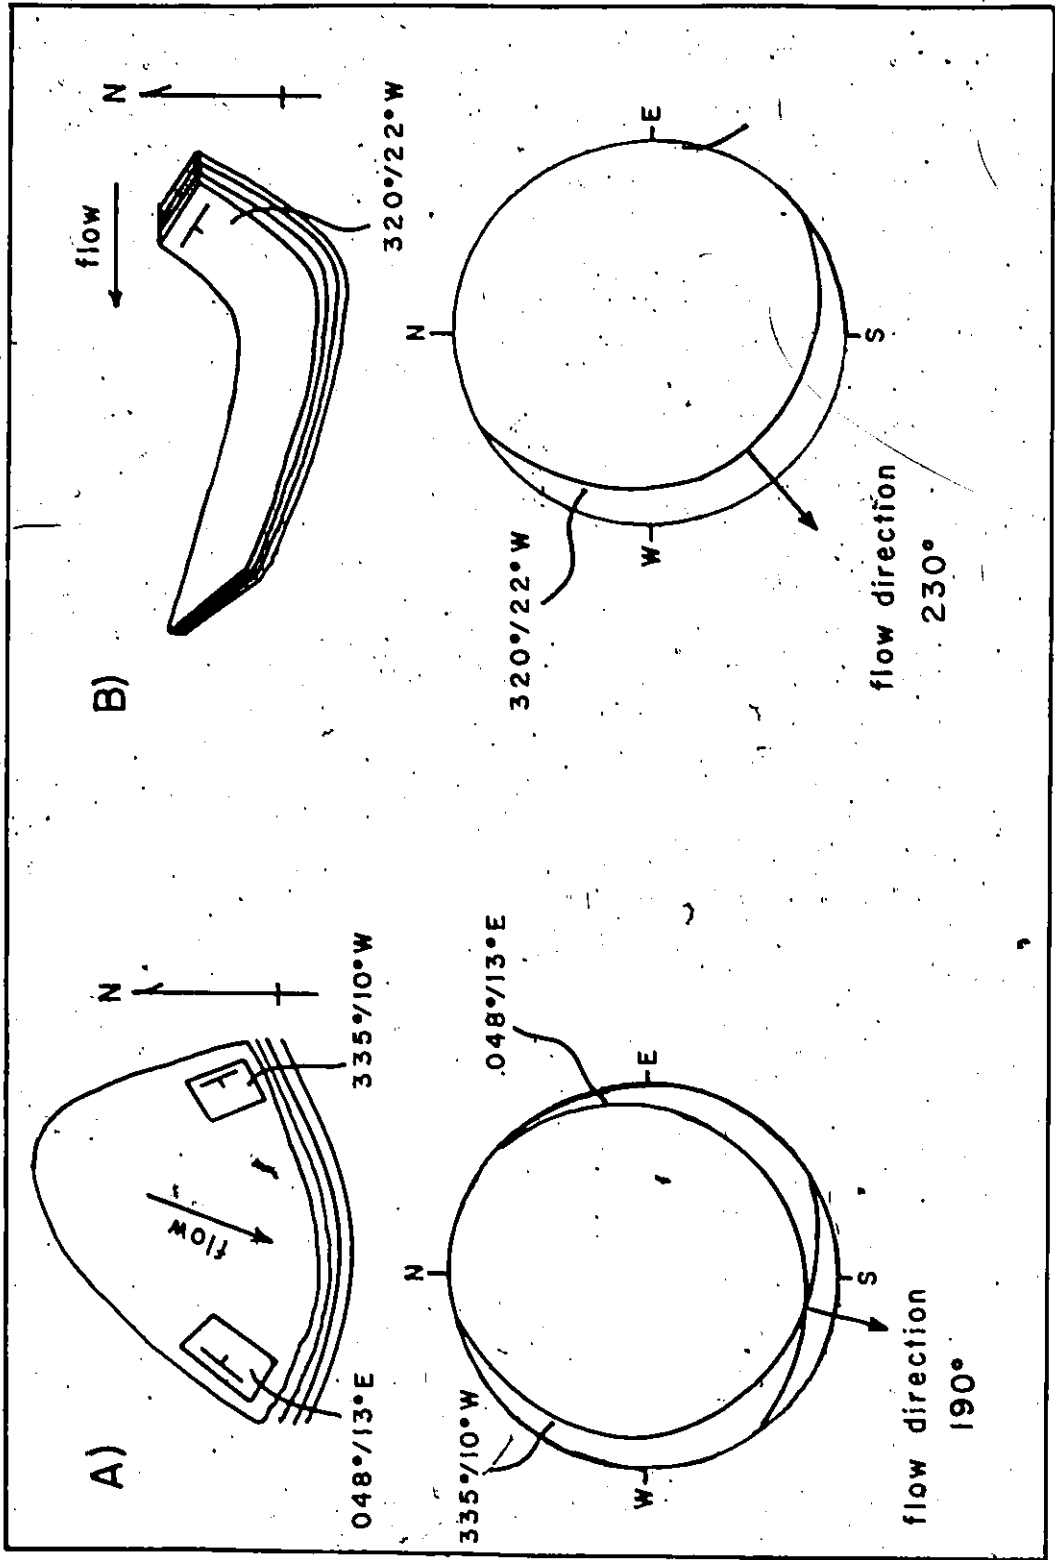 A)
N
flow
048°/13°E
335°/10°W
N
335°/10°W
048°/13°E
W
E
S
flow direction
190°
B)
flow
N
320°/22°W
N
320°/22°W
W
E
S
flow direction
230°